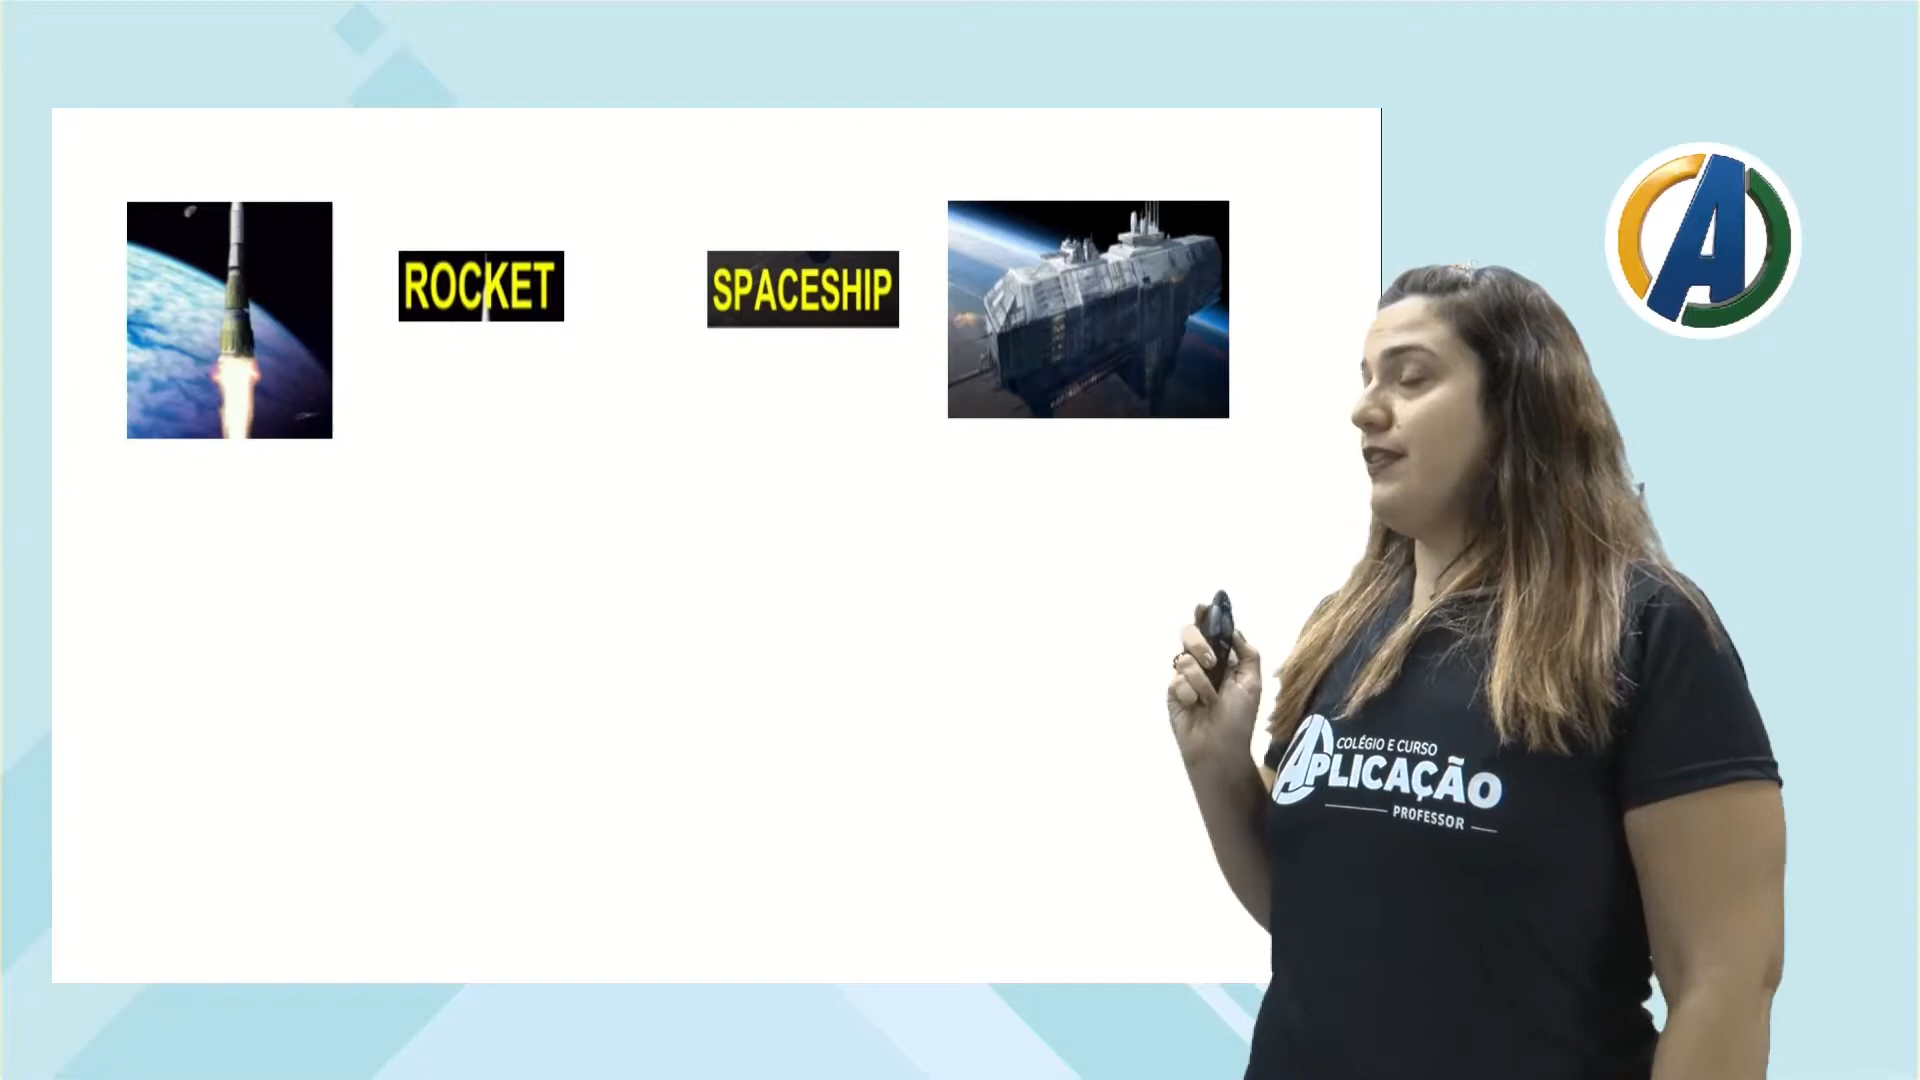 ROCKET
SPACESHIP
COLÉGIO E CURSO
APLICAÇÃO
PROFESSOR